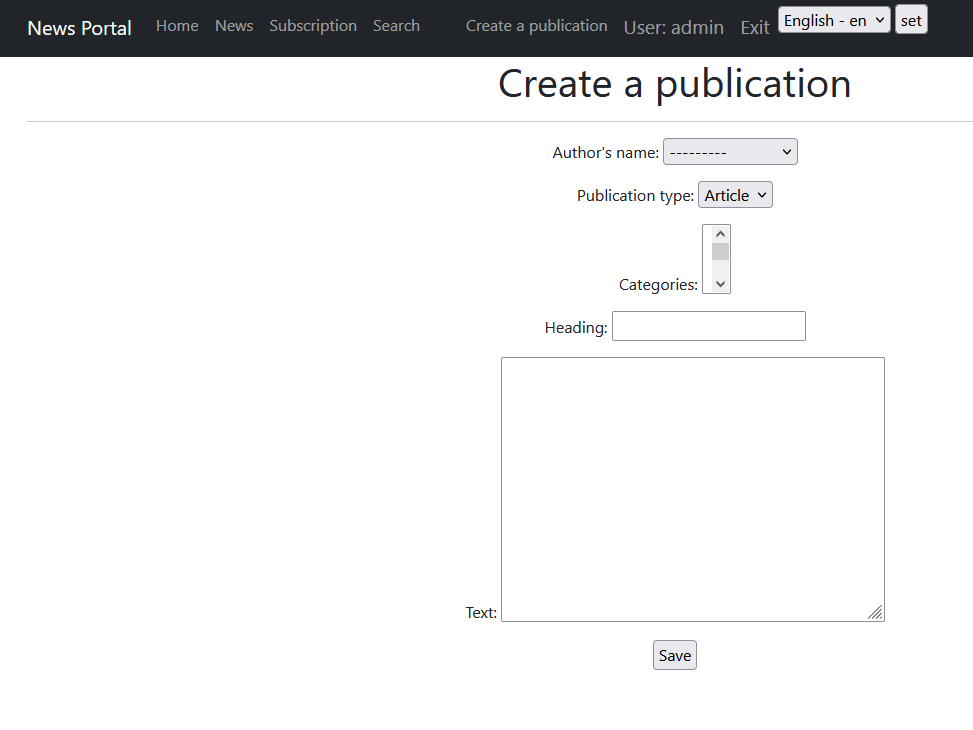 News Portal Home News Subscription Search Create a publication User: admin Exit English - en set
Create a publication
Author's name: ---------
Publication type: Article
Categories:
Heading:
Text:
Save